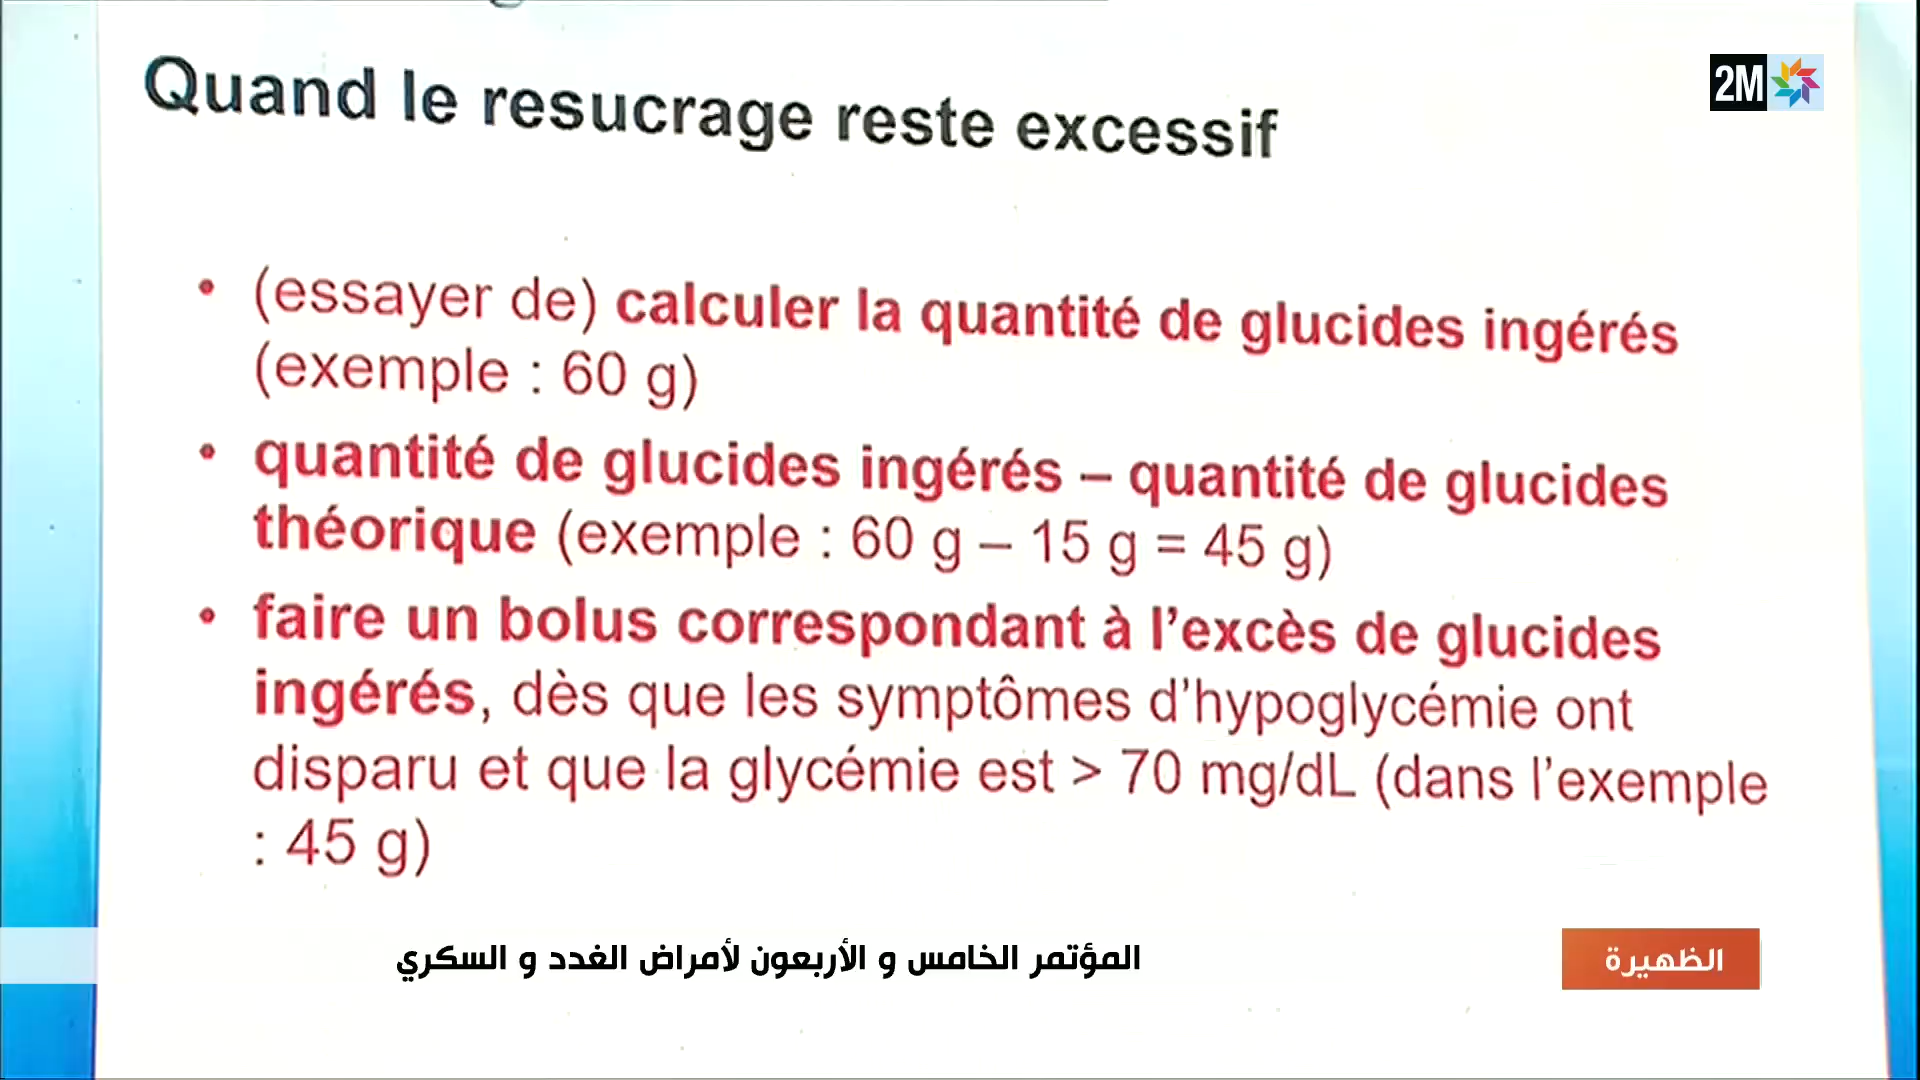 Quand le resucrage reste excessif
2M
• (essayer de) calculer la quantité de glucides ingérés
(exemple : 60 g)
• quantité de glucides ingérés – quantité de glucides
théorique (exemple : 60 g – 15 g = 45 g)
• faire un bolus correspondant à l’excès de glucides
ingérés, dès que les symptômes d’hypoglycémie ont
disparu et que la glycémie est > 70 mg/dL (dans l’exemple
: 45 g)
المؤتمر الخامس و الأربعون لأمراض الغدد و السكري
الظهيرة